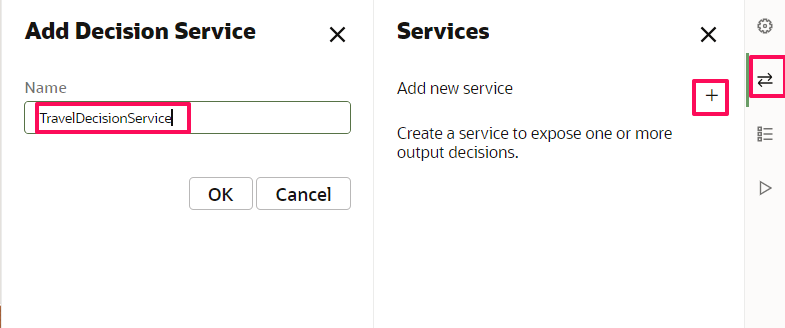 Add Decision Service
Name
TravelDecisionService
OK
Cancel
Services
Add new service
Create a service to expose one or more
output decisions.